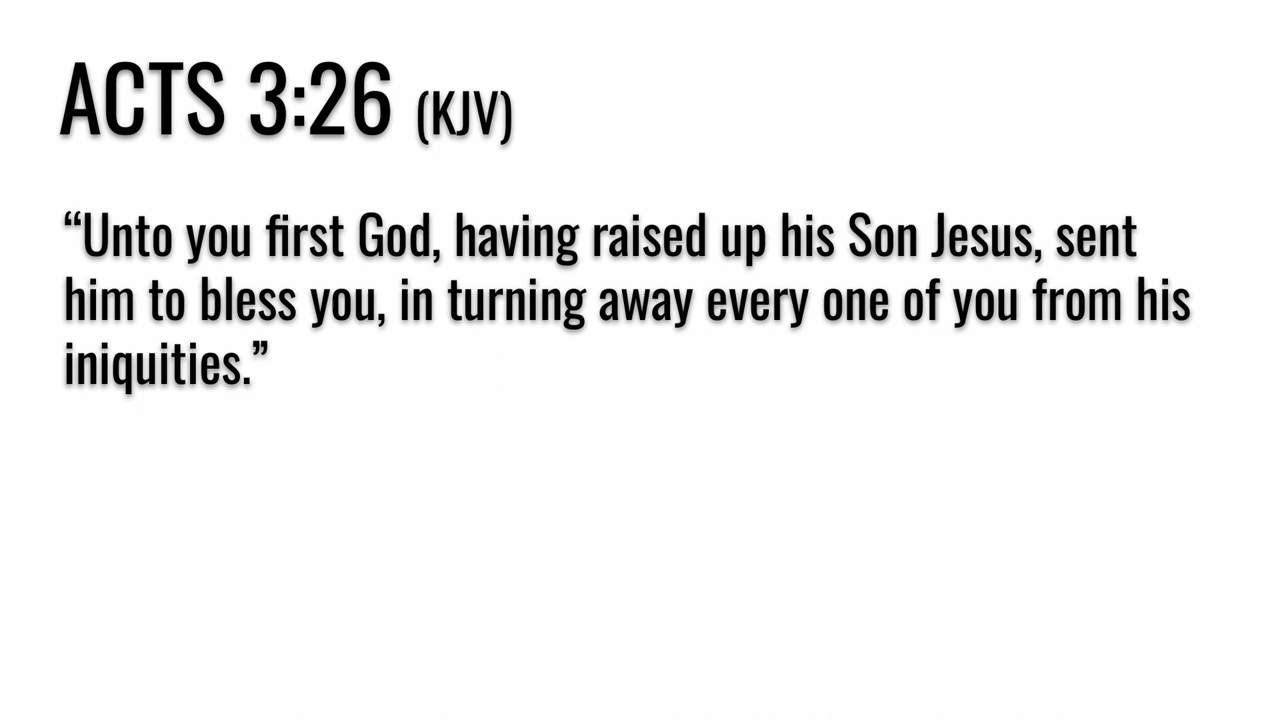 ACTS 3:26 (KJV)
“Unto you first God, having raised up his Son Jesus, sent
him to bless you, in turning away every one of you from his
iniquities.”